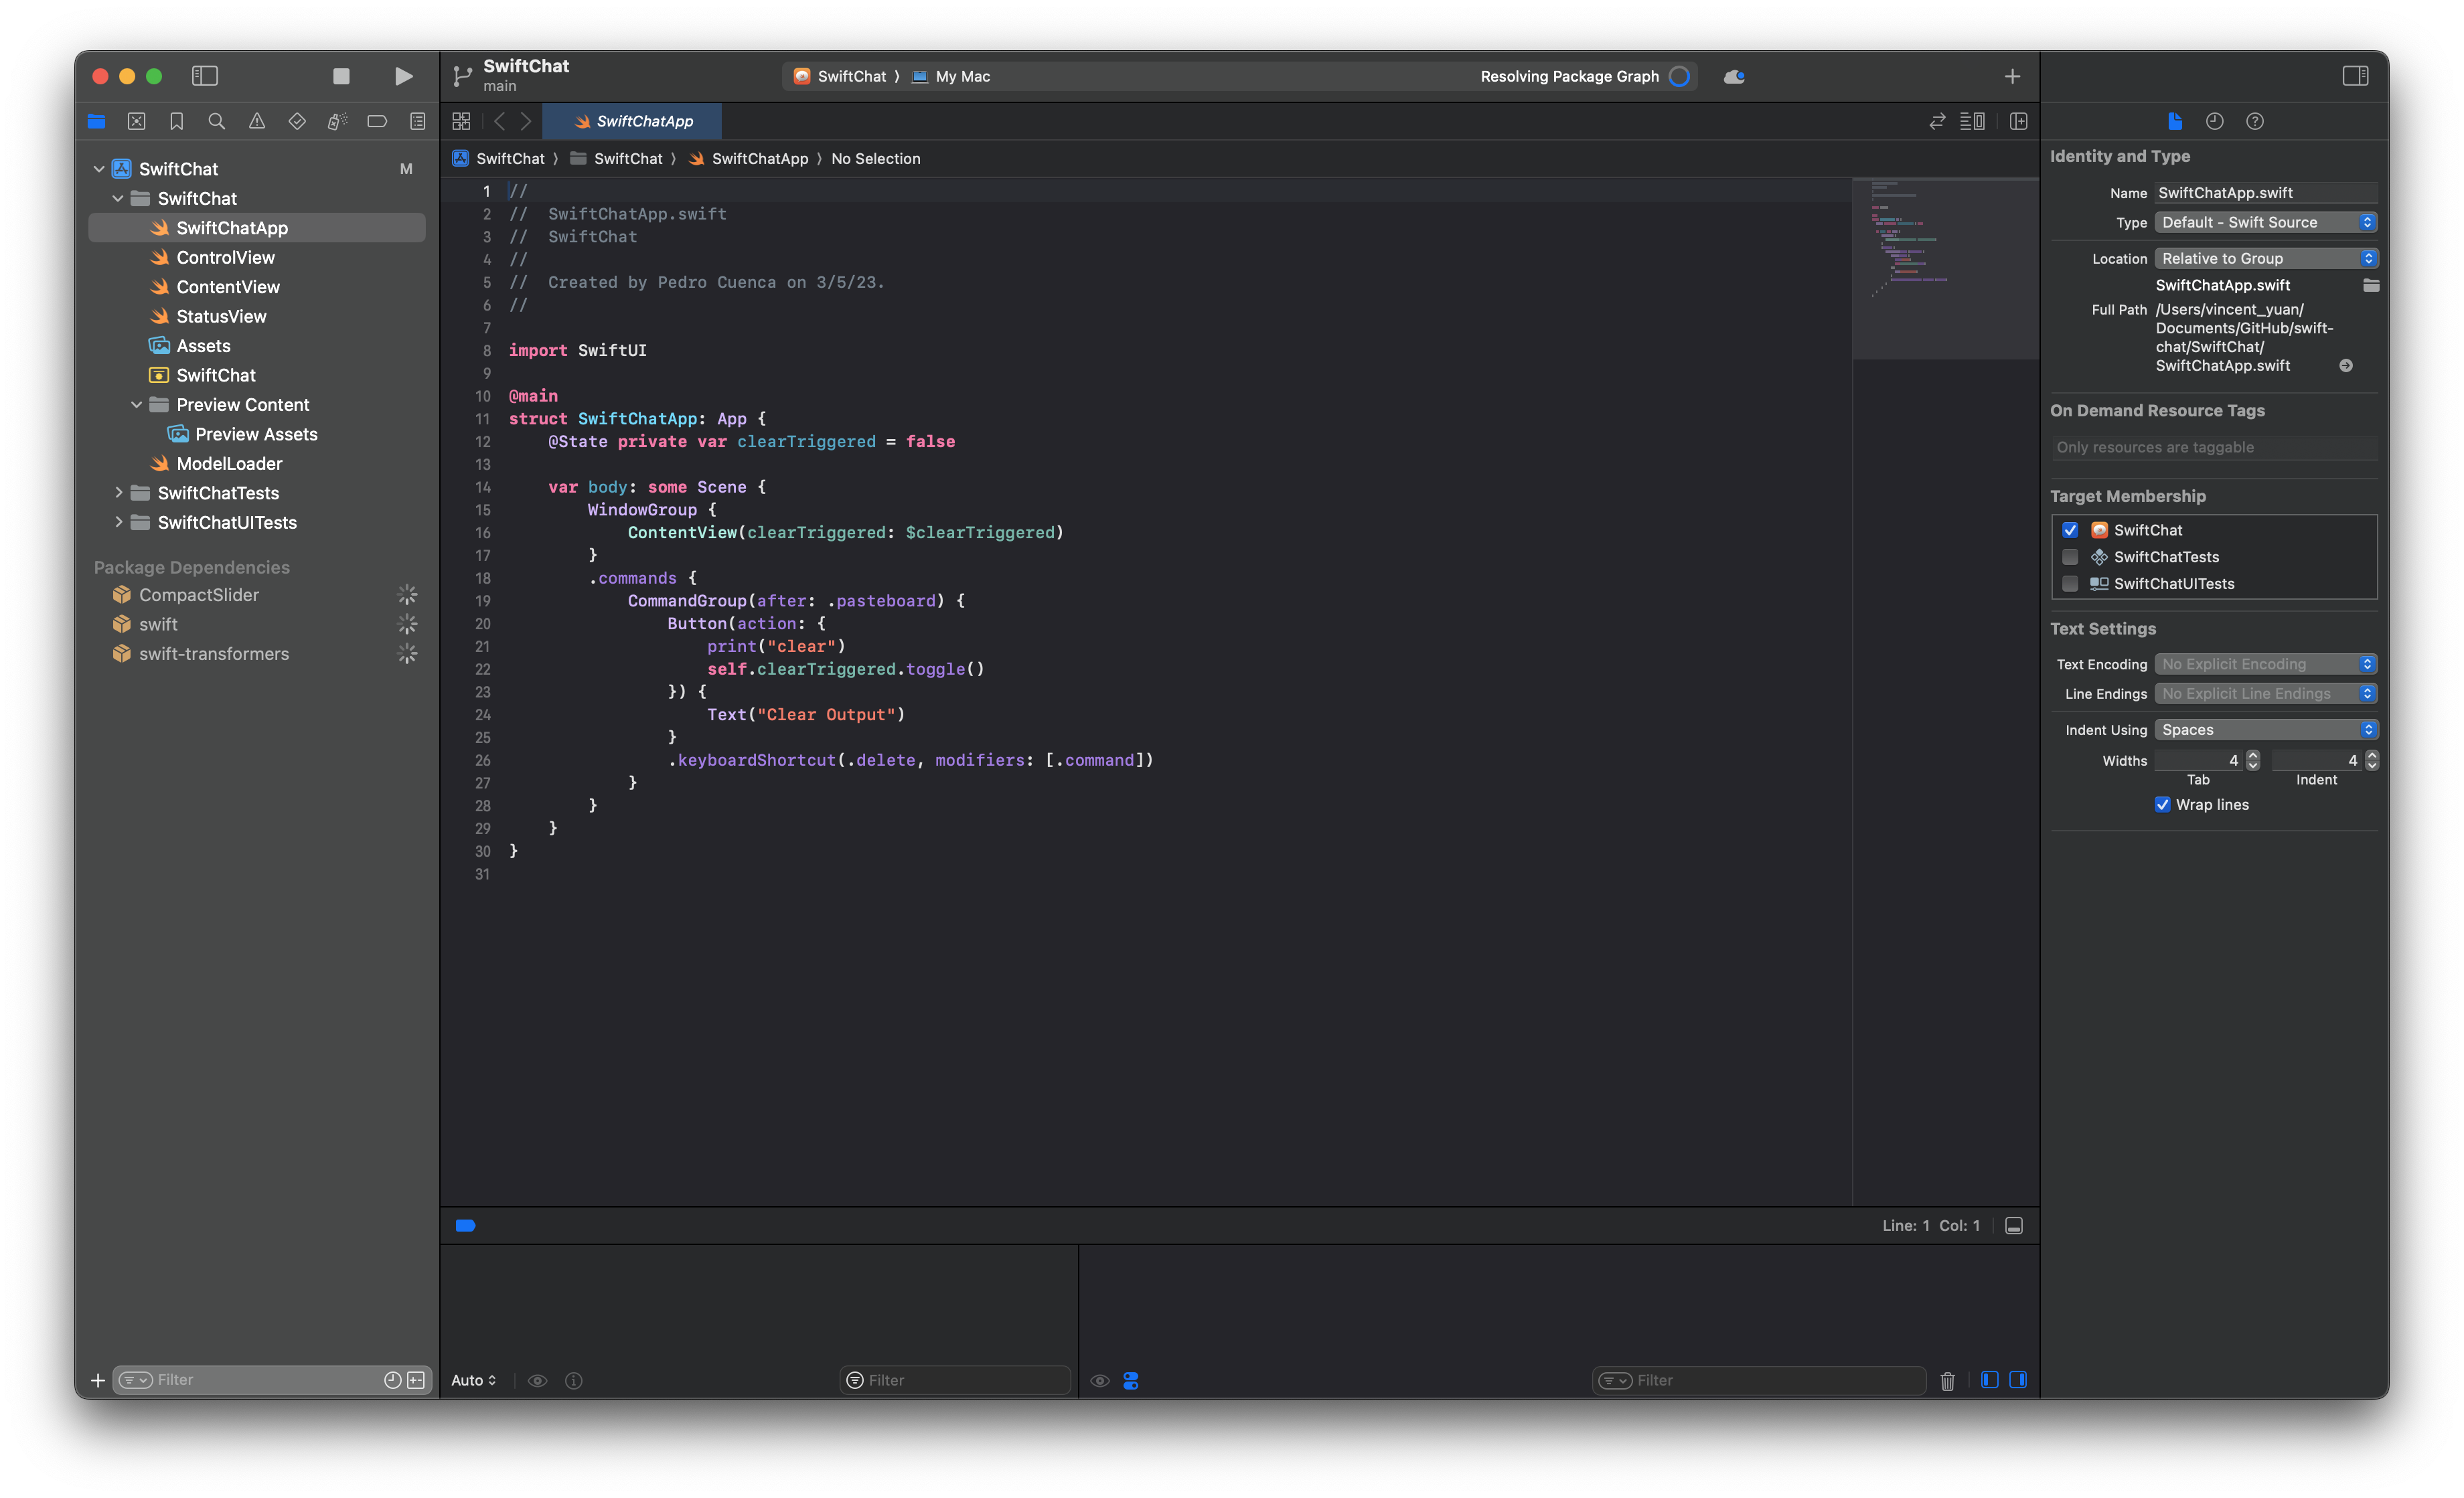 SwiftChat
main
SwiftChat
My Mac
Resolving Package Graph
SwiftChatApp
SwiftChat
M
SwiftChat
SwiftChatApp
ControlView
ContentView
StatusView
Assets
SwiftChat
Preview Content
Preview Assets
ModelLoader
SwiftChatTests
SwiftChatUITests
Package Dependencies
CompactSlider
swift
swift-transformers
Filter
SwiftChat ⟩ SwiftChat ⟩ SwiftChatApp ⟩ No Selection
1 //
2 //  SwiftChatApp.swift
3 //  SwiftChat
4 //
5 //  Created by Pedro Cuenca on 3/5/23.
6 //
7
8 import SwiftUI
9
10 @main
11 struct SwiftChatApp: App {
12     @State private var clearTriggered = false
13
14     var body: some Scene {
15         WindowGroup {
16             ContentView(clearTriggered: $clearTriggered)
17         }
18         .commands {
19             CommandGroup(after: .pasteboard) {
20                 Button(action: {
21                     print("clear")
22                     self.clearTriggered.toggle()
23                 }) {
24                     Text("Clear Output")
25                 }
26                 .keyboardShortcut(.delete, modifiers: [.command])
27             }
28         }
29     }
30 }
31
Line: 1  Col: 1
Auto
Filter
Filter
Identity and Type
Name SwiftChatApp.swift
Type Default - Swift Source
Location Relative to Group
SwiftChatApp.swift
Full Path /Users/vincent_yuan/
Documents/GitHub/swift-
chat/SwiftChat/
SwiftChatApp.swift
On Demand Resource Tags
Only resources are taggable
Target Membership
SwiftChat
SwiftChatTests
SwiftChatUITests
Text Settings
Text Encoding No Explicit Encoding
Line Endings No Explicit Line Endings
Indent Using Spaces
Widths 4 4
Tab Indent
Wrap lines